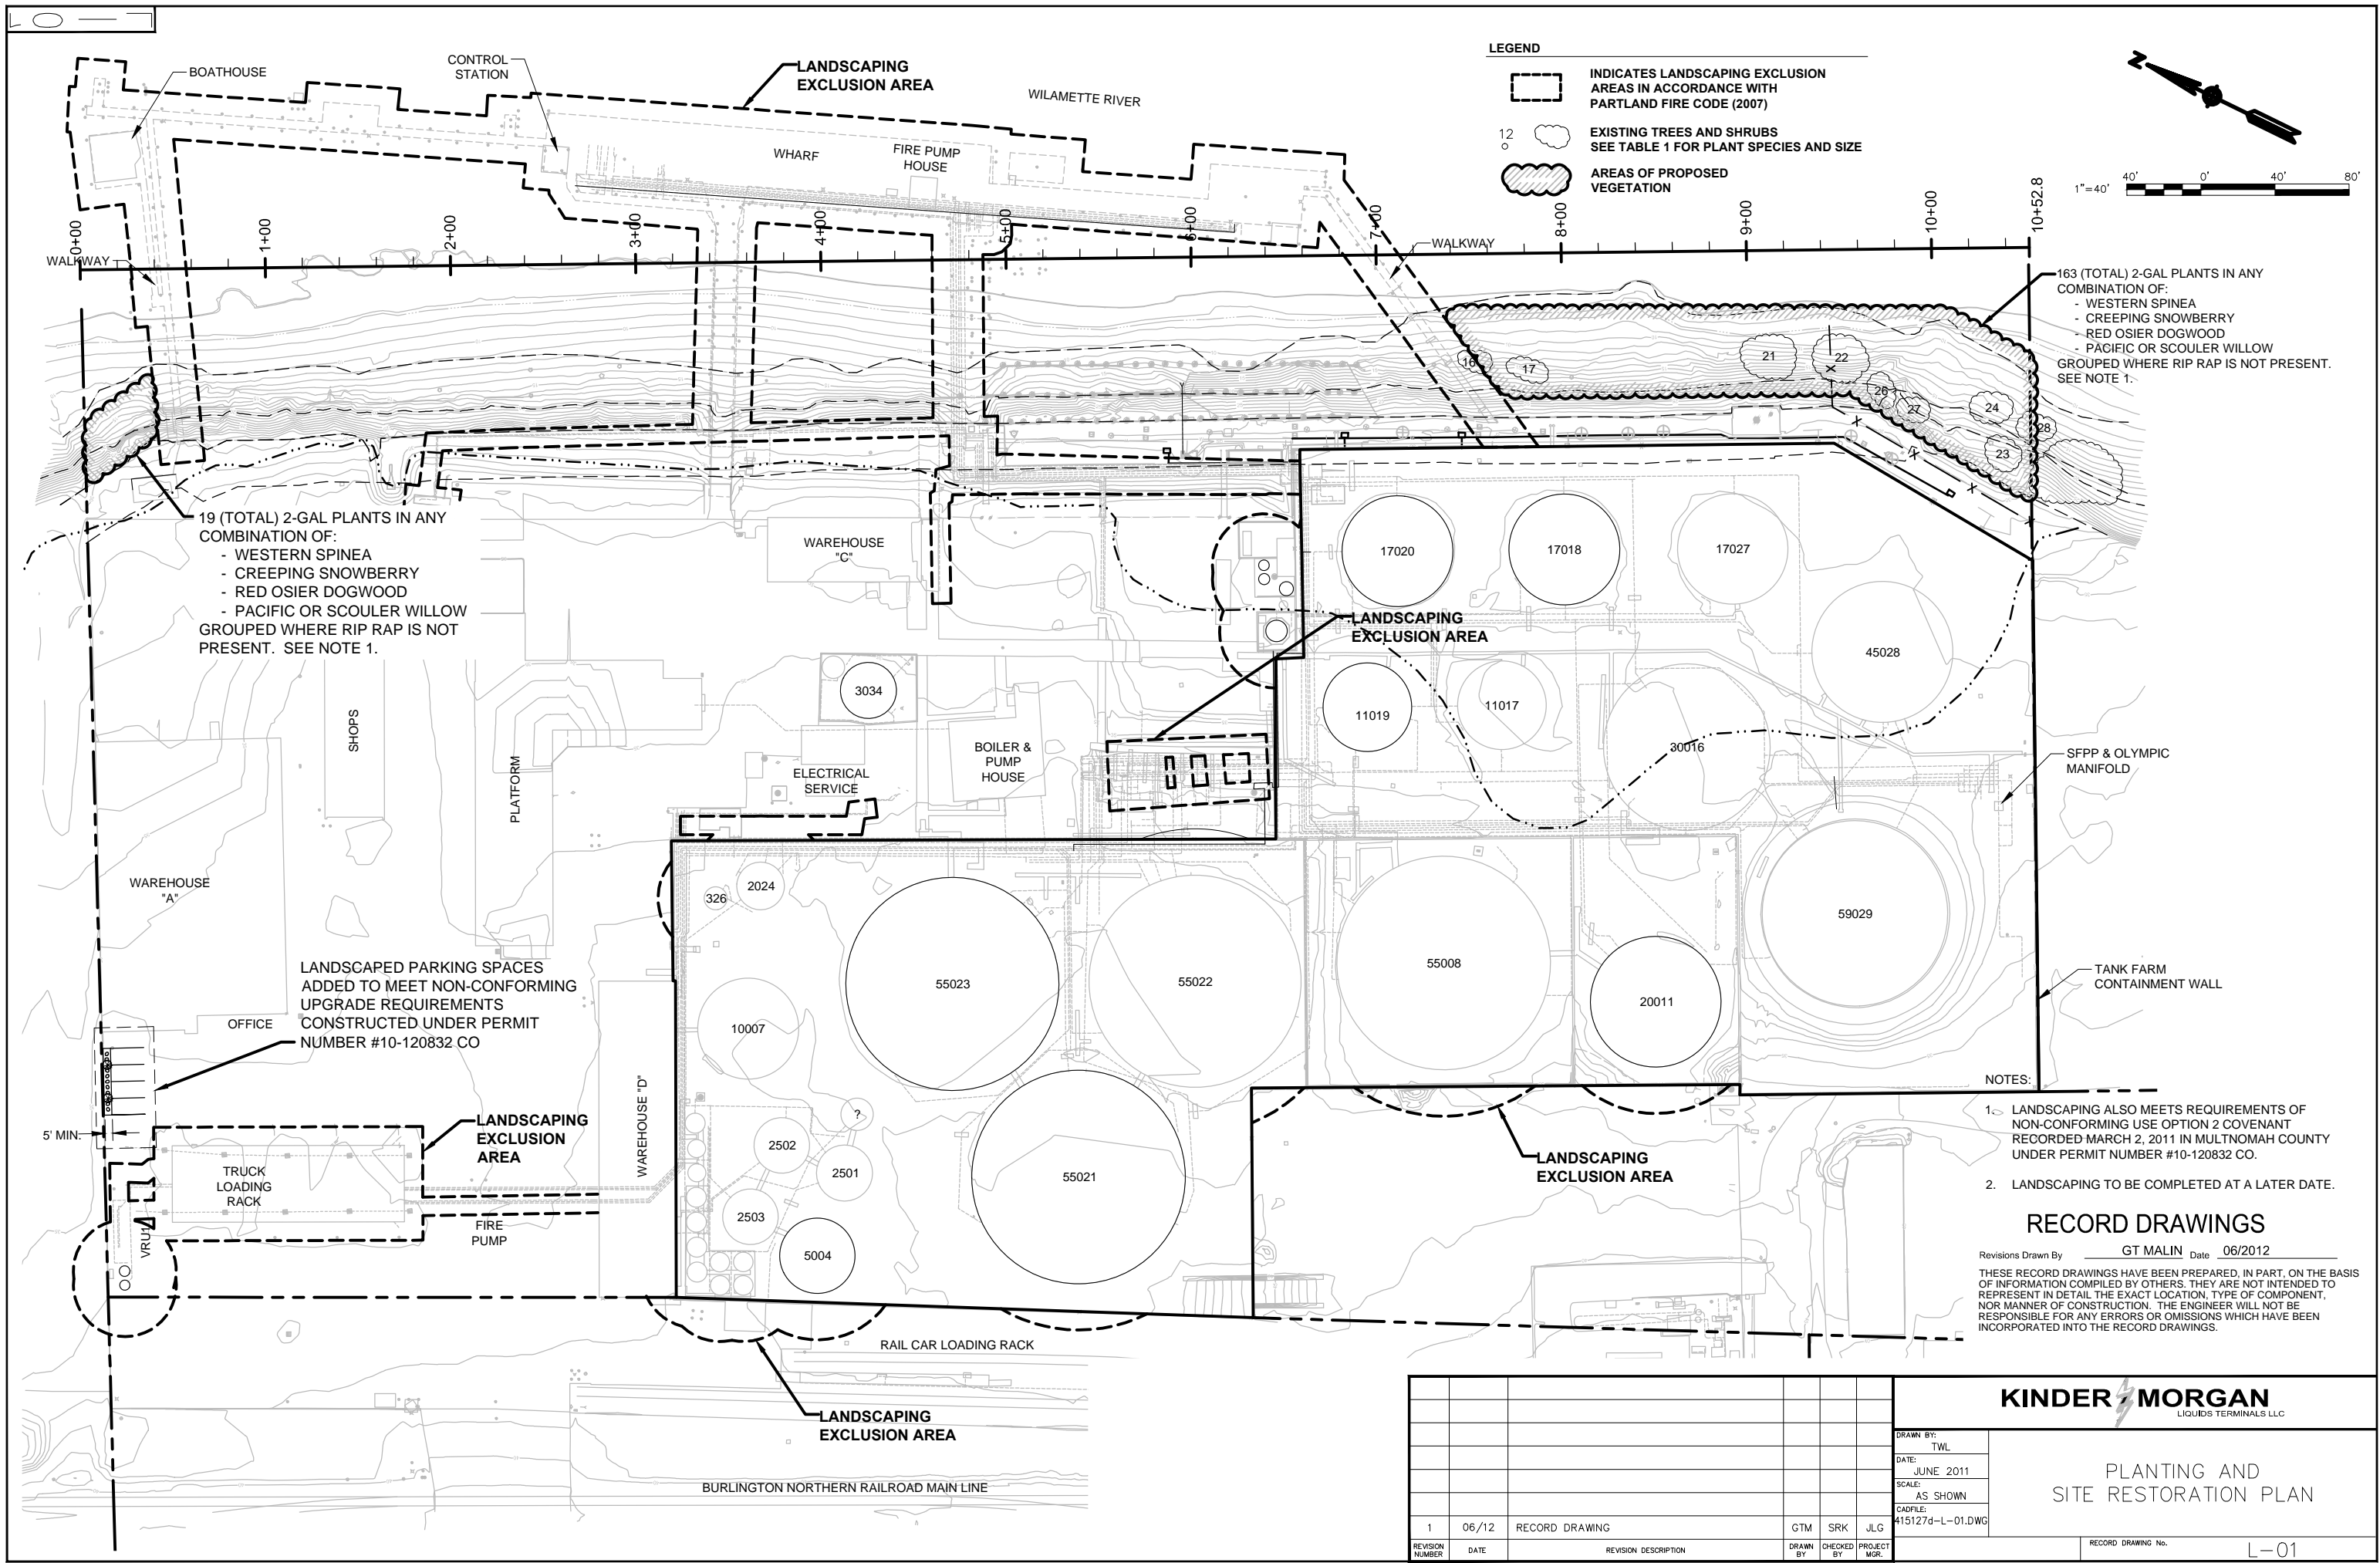 L-01
BOATHOUSE
CONTROL
STATION
LANDSCAPING
EXCLUSION AREA
WILAMETTE RIVER
WHARF
FIRE PUMP
HOUSE
LEGEND
INDICATES LANDSCAPING EXCLUSION
AREAS IN ACCORDANCE WITH
PARTLAND FIRE CODE (2007)
12
EXISTING TREES AND SHRUBS
SEE TABLE 1 FOR PLANT SPECIES AND SIZE
AREAS OF PROPOSED
VEGETATION
N
1"=40'
40'
0'
40'
80'
WALKWAY
0+00
1+00
2+00
3+00
4+00
5+00
6+00
7+00
8+00
9+00
10+00
10+52.8
WALKWAY
163 (TOTAL) 2-GAL PLANTS IN ANY
COMBINATION OF:
- WESTERN SPINEA
- CREEPING SNOWBERRY
- RED OSIER DOGWOOD
- PACIFIC OR SCOULER WILLOW
GROUPED WHERE RIP RAP IS NOT PRESENT.
SEE NOTE 1.
16
17
21
22
26
27
24
28
23
19 (TOTAL) 2-GAL PLANTS IN ANY
COMBINATION OF:
- WESTERN SPINEA
- CREEPING SNOWBERRY
- RED OSIER DOGWOOD
- PACIFIC OR SCOULER WILLOW
GROUPED WHERE RIP RAP IS NOT
PRESENT.  SEE NOTE 1.
WAREHOUSE
"C"
17020
17018
17027
LANDSCAPING
EXCLUSION AREA
45028
3034
11019
11017
30016
SHOPS
PLATFORM
BOILER &
PUMP
HOUSE
ELECTRICAL
SERVICE
SFPP & OLYMPIC
MANIFOLD
WAREHOUSE
"A"
326
2024
59029
55023
55022
55008
20011
TANK FARM
CONTAINMENT WALL
LANDSCAPED PARKING SPACES
ADDED TO MEET NON-CONFORMING
UPGRADE REQUIREMENTS
CONSTRUCTED UNDER PERMIT
NUMBER #10-120832 CO
OFFICE
10007
WAREHOUSE "D"
5' MIN.
LANDSCAPING
EXCLUSION
AREA
?
2502
2501
2503
5004
55021
TRUCK
LOADING
RACK
VRU1
FIRE
PUMP
LANDSCAPING
EXCLUSION AREA
NOTES:
1. LANDSCAPING ALSO MEETS REQUIREMENTS OF
NON-CONFORMING USE OPTION 2 COVENANT
RECORDED MARCH 2, 2011 IN MULTNOMAH COUNTY
UNDER PERMIT NUMBER #10-120832 CO.
2. LANDSCAPING TO BE COMPLETED AT A LATER DATE.
RECORD DRAWINGS
Revisions Drawn By GT MALIN Date 06/2012
THESE RECORD DRAWINGS HAVE BEEN PREPARED, IN PART, ON THE BASIS
OF INFORMATION COMPILED BY OTHERS. THEY ARE NOT INTENDED TO
REPRESENT IN DETAIL THE EXACT LOCATION, TYPE OF COMPONENT,
NOR MANNER OF CONSTRUCTION.  THE ENGINEER WILL NOT BE
RESPONSIBLE FOR ANY ERRORS OR OMISSIONS WHICH HAVE BEEN
INCORPORATED INTO THE RECORD DRAWINGS.
RAIL CAR LOADING RACK
LANDSCAPING
EXCLUSION AREA
BURLINGTON NORTHERN RAILROAD MAIN LINE
1 06/12 RECORD DRAWING GTM SRK JLG
REVISION NUMBER DATE REVISION DESCRIPTION DRAWN BY CHECKED BY PROJECT MGR.
KINDER MORGAN
LIQUIDS TERMINALS LLC
DRAWN BY:
TWL
DATE:
JUNE 2011
SCALE:
AS SHOWN
CADFILE:
415127d-L-01.DWG
PLANTING AND
SITE RESTORATION PLAN
RECORD DRAWING No. L-01